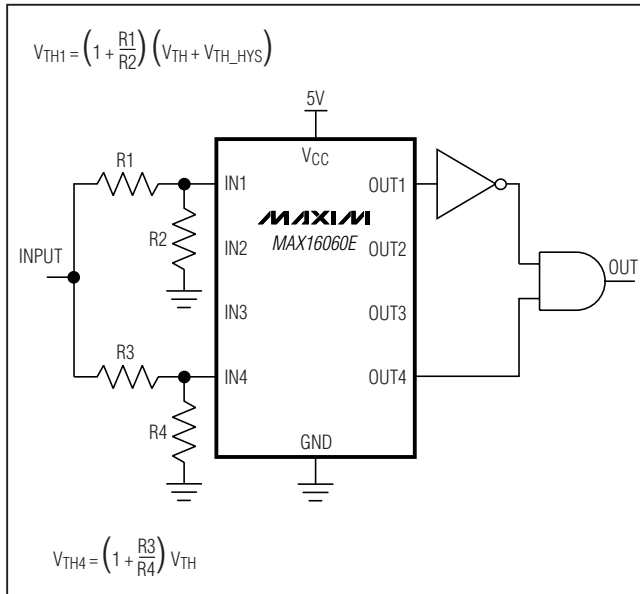 V_TH1 = (1 + R1/R2) (V_TH + V_TH_HYS)
5V
VCC
R1
IN1
OUT1
MAXIM
MAX16060E
R2
IN2
OUT2
INPUT
OUT
IN3
OUT3
R3
IN4
OUT4
R4
GND
V_TH4 = (1 + R3/R4) V_TH